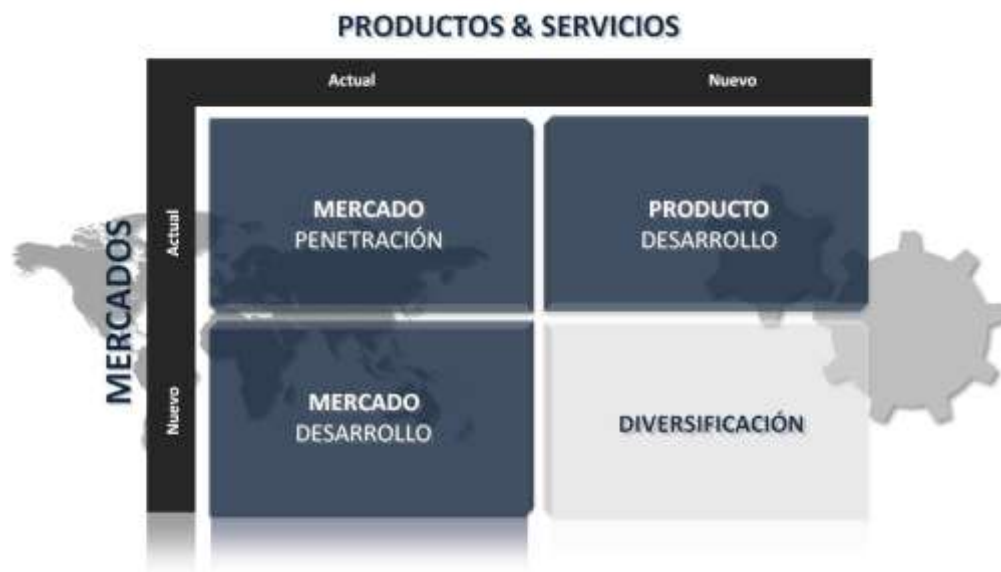 PRODUCTOS & SERVICIOS
Actual
Nuevo
MERCADOS
Actual
MERCADO
PENETRACIÓN
PRODUCTO
DESARROLLO
Nuevo
MERCADO
DESARROLLO
DIVERSIFICACIÓN